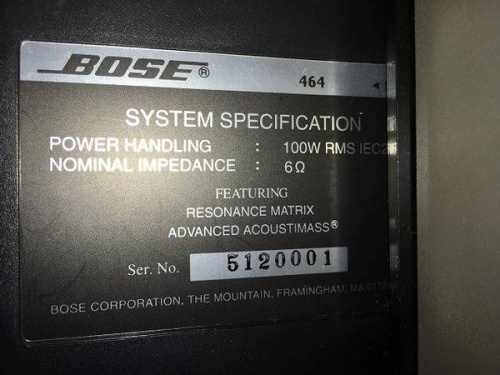 BOSE® 464
SYSTEM SPECIFICATION
POWER HANDLING : 100W RMS
NOMINAL IMPEDANCE : 6Ω
FEATURING
RESONANCE MATRIX
ADVANCED ACOUSTIMASS®
Ser. No. 5120001
BOSE CORPORATION, THE MOUNTAIN, FRAMINGHAM, MA